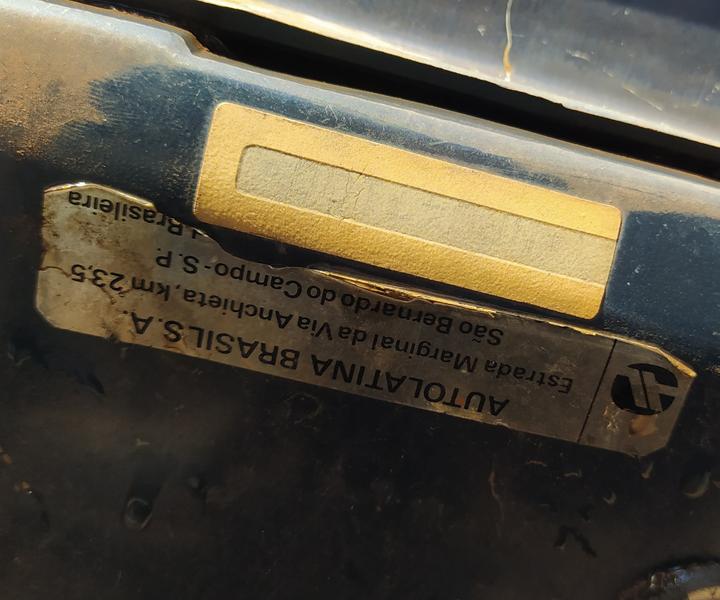 AUTOLATINA BRASIL S.A.
Estrada Marginal da Via Anchieta, km 23,5
São Bernardo do Campo - S.P.
Brasileira